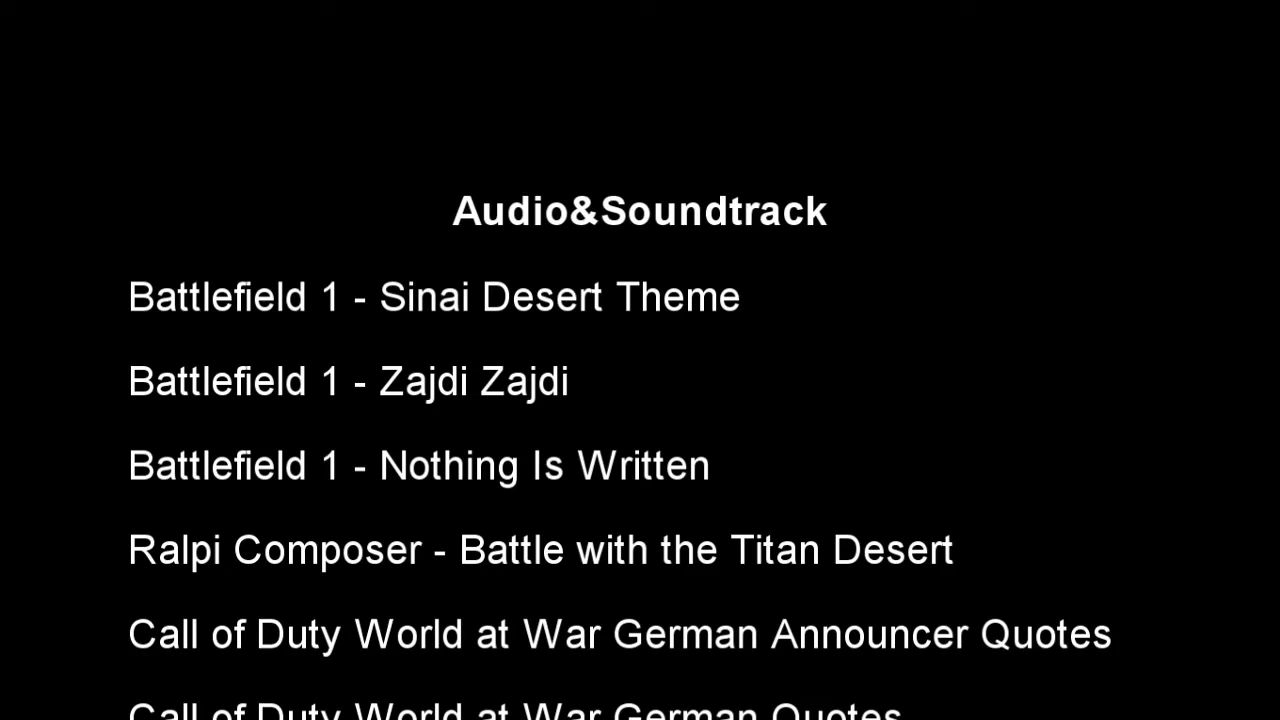 Audio&Soundtrack
Battlefield 1 - Sinai Desert Theme
Battlefield 1 - Zajdi Zajdi
Battlefield 1 - Nothing Is Written
Ralpi Composer - Battle with the Titan Desert
Call of Duty World at War German Announcer Quotes
Call of Duty World at War German Quotes